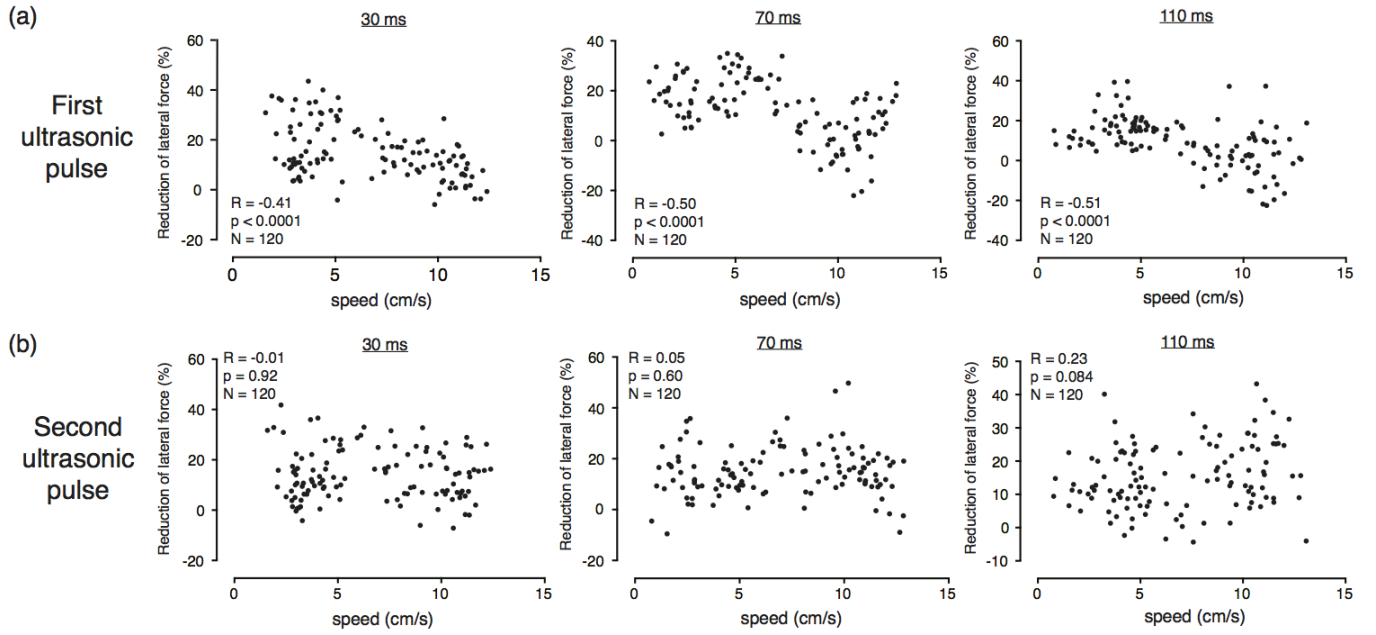 (a)
First
ultrasonic
pulse
30 ms
Reduction of lateral force (%)
60
40
20
0
-20
R = -0.41
p < 0.0001
N = 120
0 5 10 15
speed (cm/s)
70 ms
Reduction of lateral force (%)
40
20
0
-20
-40
R = -0.50
p < 0.0001
N = 120
0 5 10 15
speed (cm/s)
110 ms
Reduction of lateral force (%)
60
40
20
0
-20
-40
R = -0.51
p < 0.0001
N = 120
0 5 10 15
speed (cm/s)
(b)
Second
ultrasonic
pulse
30 ms
Reduction of lateral force (%)
60
40
20
0
-20
R = -0.01
p = 0.92
N = 120
0 5 10 15
speed (cm/s)
70 ms
Reduction of lateral force (%)
60
40
20
0
-20
R = 0.05
p = 0.60
N = 120
0 5 10 15
speed (cm/s)
110 ms
Reduction of lateral force (%)
50
40
30
20
10
0
-10
R = 0.23
p = 0.084
N = 120
0 5 10 15
speed (cm/s)